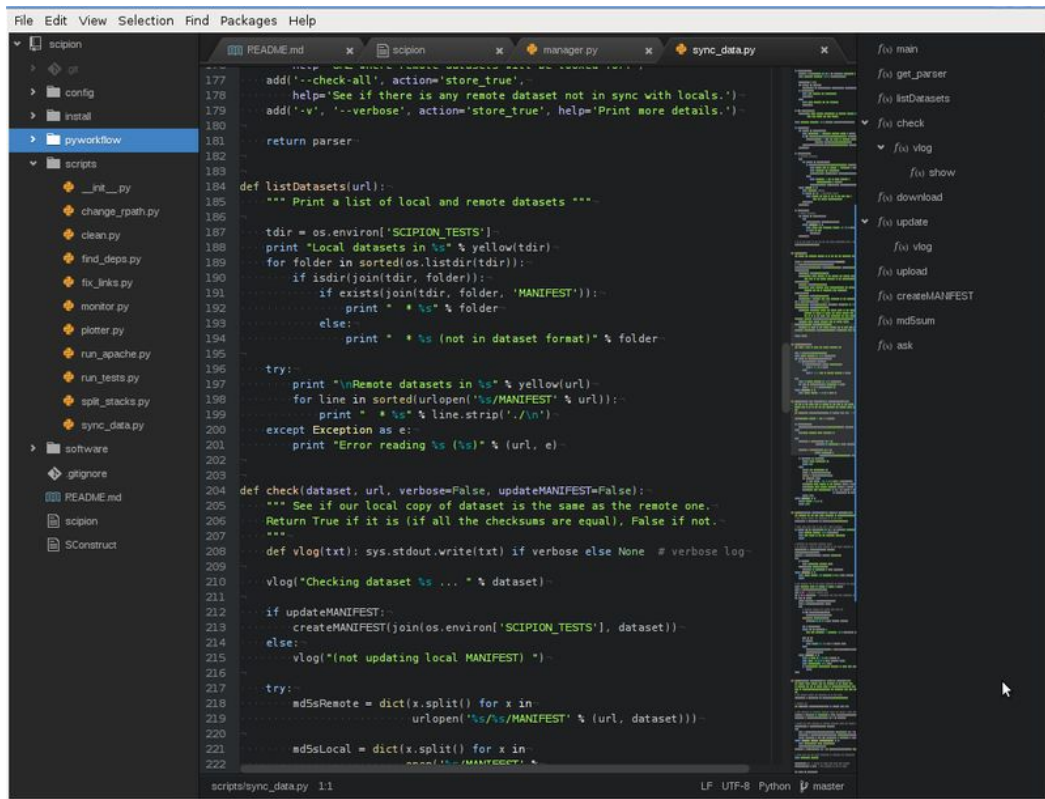 File Edit View Selection Find Packages Help
scipion
.git
config
install
pyworkflow
scripts
__init__.py
change_rpath.py
clean.py
find_deps.py
fix_links.py
monitor.py
plotter.py
run_apache.py
run_tests.py
split_stacks.py
sync_data.py
software
.gitignore
README.md
scipion
SConstruct
README.md scipion manager.py sync_data.py
177 add('--check-all', action='store_true',
178 help='See if there is any remote dataset not in sync with locals.')
179 add('-v', '--verbose', action='store_true', help='Print more details.')
180
181 return parser
182
183
184 def listDatasets(url):
185 """ Print a list of local and remote datasets """
186
187 tdir = os.environ['SCIPION_TESTS']
188 print "Local datasets in %s" % yellow(tdir)
189 for folder in sorted(os.listdir(tdir)):
190 if isdir(join(tdir, folder)):
191 if exists(join(tdir, folder, 'MANIFEST')):
192 print "  * %s" % folder
193 else:
194 print "  * %s (not in dataset format)" % folder
195
196 try:
197 print "\nRemote datasets in %s" % yellow(url)
198 for line in sorted(urlopen('%s/MANIFEST' % url)):
199 print "  * %s" % line.strip('./\n')
200 except Exception as e:
201 print "Error reading %s (%s)" % (url, e)
202
203
204 def check(dataset, url, verbose=False, updateMANIFEST=False):
205 """ See if our local copy of dataset is the same as the remote one.
206 Return True if it is (if all the checksums are equal), False if not.
207 """
208 def vlog(txt): sys.stdout.write(txt) if verbose else None  # verbose log
209
210 vlog("Checking dataset %s ... " % dataset)
211
212 if updateMANIFEST:
213 createMANIFEST(join(os.environ['SCIPION_TESTS'], dataset))
214 else:
215 vlog("(not updating local MANIFEST) ")
216
217 try:
218 md5sRemote = dict(x.split() for x in
219 urlopen('%s/%s/MANIFEST' % (url, dataset)))
220
221 md5sLocal = dict(x.split() for x in
222
f(x) main
f(x) get_parser
f(x) listDatasets
f(x) check
f(x) vlog
f(x) show
f(x) download
f(x) update
f(x) vlog
f(x) upload
f(x) createMANIFEST
f(x) md5sum
f(x) ask
scripts/sync_data.py 1:1 LF UTF-8 Python master